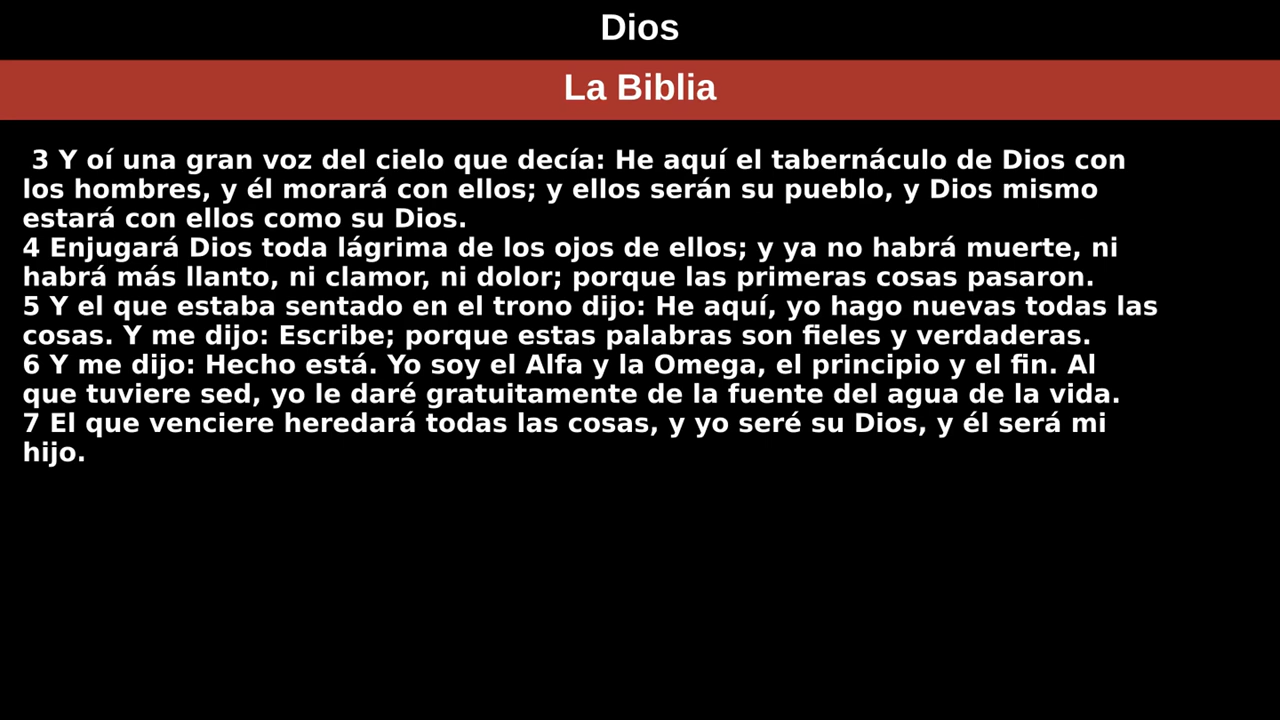 Dios
La Biblia
3 Y oí una gran voz del cielo que decía: He aquí el tabernáculo de Dios con
los hombres, y él morará con ellos; y ellos serán su pueblo, y Dios mismo
estará con ellos como su Dios.
4 Enjugará Dios toda lágrima de los ojos de ellos; y ya no habrá muerte, ni
habrá más llanto, ni clamor, ni dolor; porque las primeras cosas pasaron.
5 Y el que estaba sentado en el trono dijo: He aquí, yo hago nuevas todas las
cosas. Y me dijo: Escribe; porque estas palabras son fieles y verdaderas.
6 Y me dijo: Hecho está. Yo soy el Alfa y la Omega, el principio y el fin. Al
que tuviere sed, yo le daré gratuitamente de la fuente del agua de la vida.
7 El que venciere heredará todas las cosas, y yo seré su Dios, y él será mi
hijo.